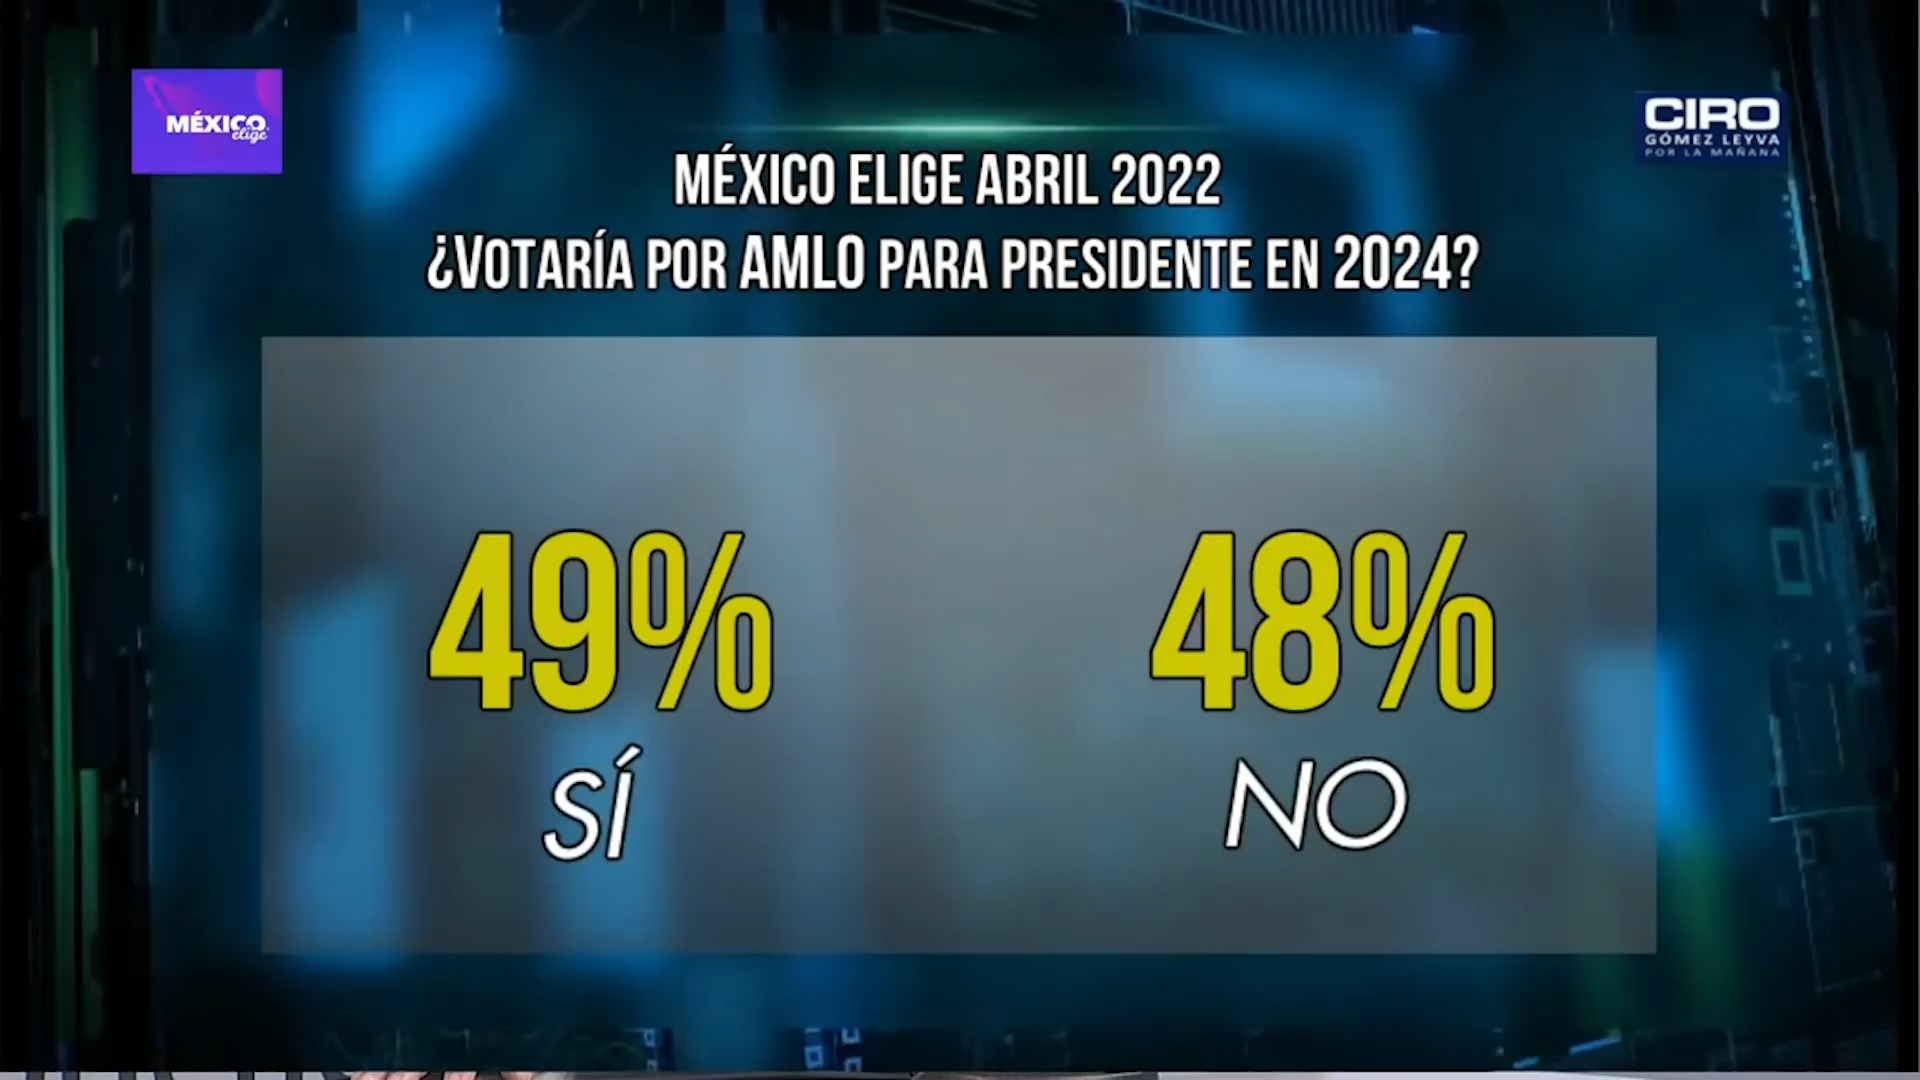 MÉXICO
elige
CIRO
GÓMEZ LEYVA
POR LA MAÑANA
MÉXICO ELIGE ABRIL 2022
¿VOTARÍA POR AMLO PARA PRESIDENTE EN 2024?
49%
48%
SÍ
NO